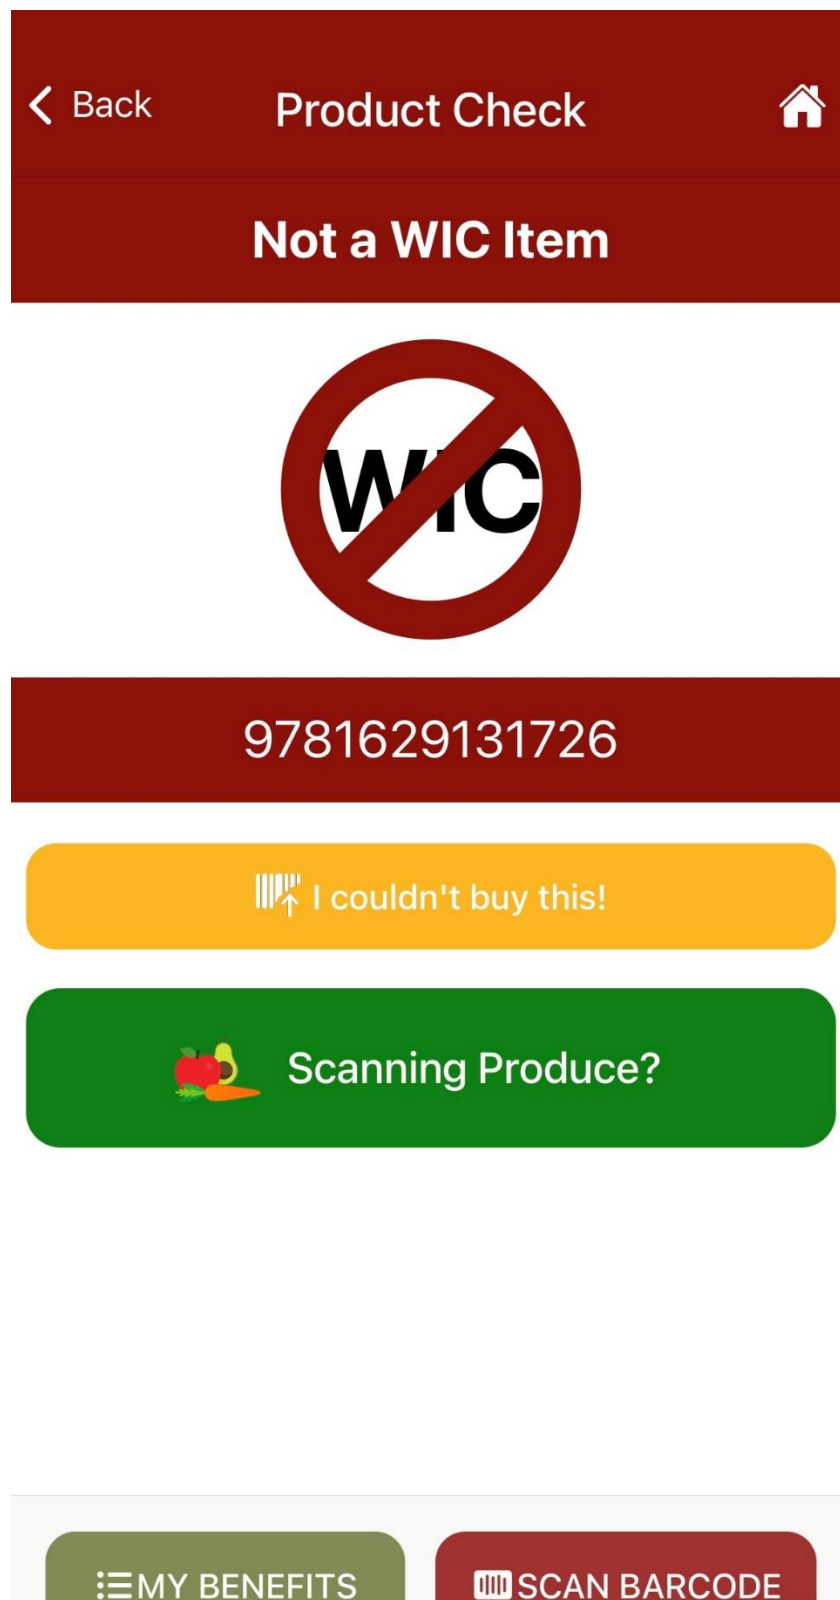 Back
Product Check
Not a WIC Item
WIC
9781629131726
I couldn't buy this!
Scanning Produce?
MY BENEFITS
SCAN BARCODE